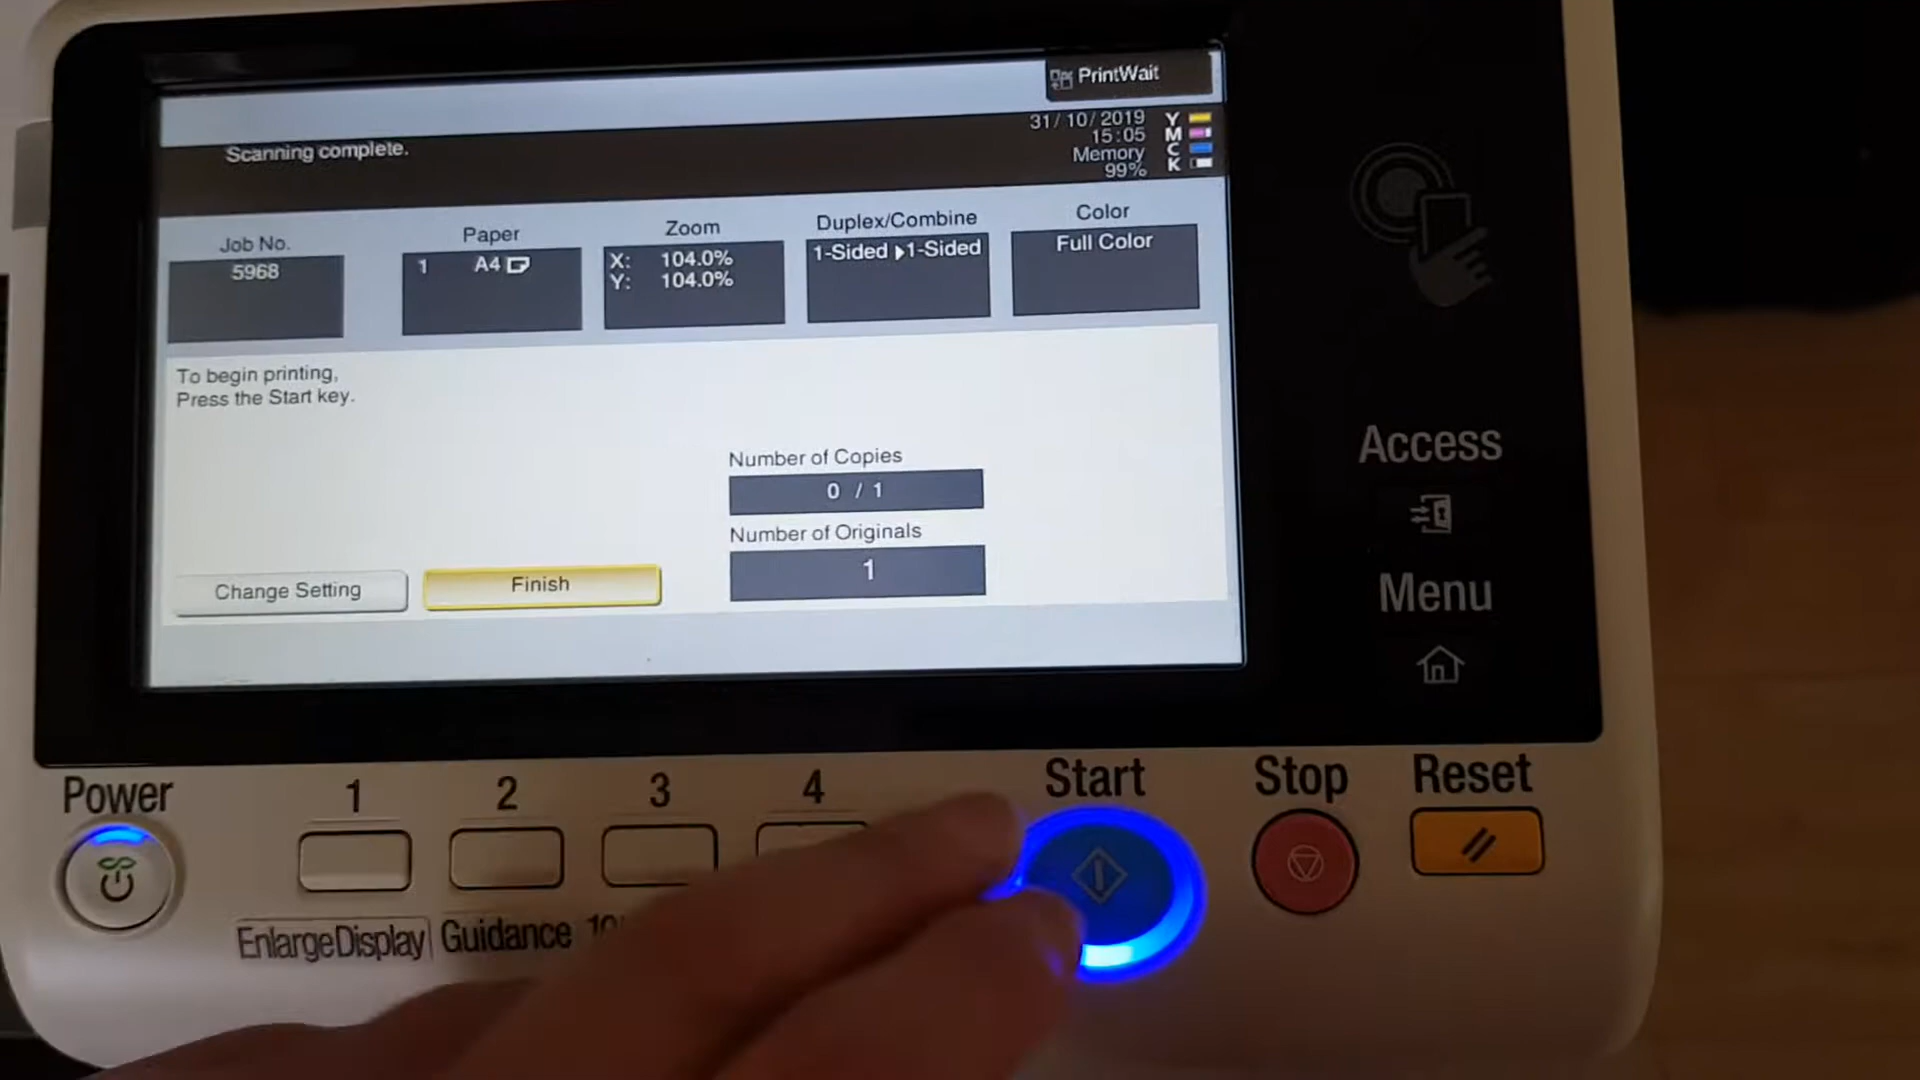 PrintWait
Scanning complete.
31/10/2019
15:05
Memory
99%
Y
M
C
K
Job No.
5968
Paper
1 A4
Zoom
X: 104.0%
Y: 104.0%
Duplex/Combine
1-Sided ▶1-Sided
Color
Full Color
To begin printing,
Press the Start key.
Number of Copies
0 / 1
Number of Originals
1
Change Setting
Finish
Access
Menu
Power
1
2
3
4
Start
Stop
Reset
EnlargeDisplay
Guidance